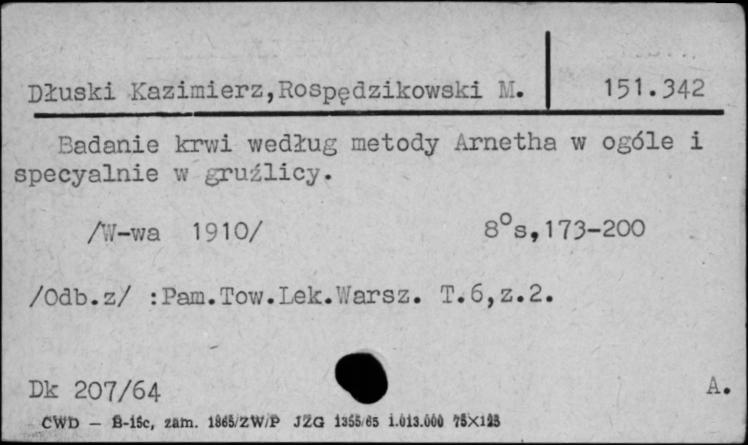 Dłuski Kazimierz,Rospędzikowski M. 151.342
Badanie krwi według metody Arnetha w ogóle i
specyalnie w gruźlicy.
/W-wa 1910/ 8°s,173-200
/Odb.z/ :Pam.Tow.Lek.Warsz. T.6,z.2.
Dk 207/64 A.
CWD — B-15c, zam. 1865/ZW/P JZG 1355/65 1.013.000 75×125